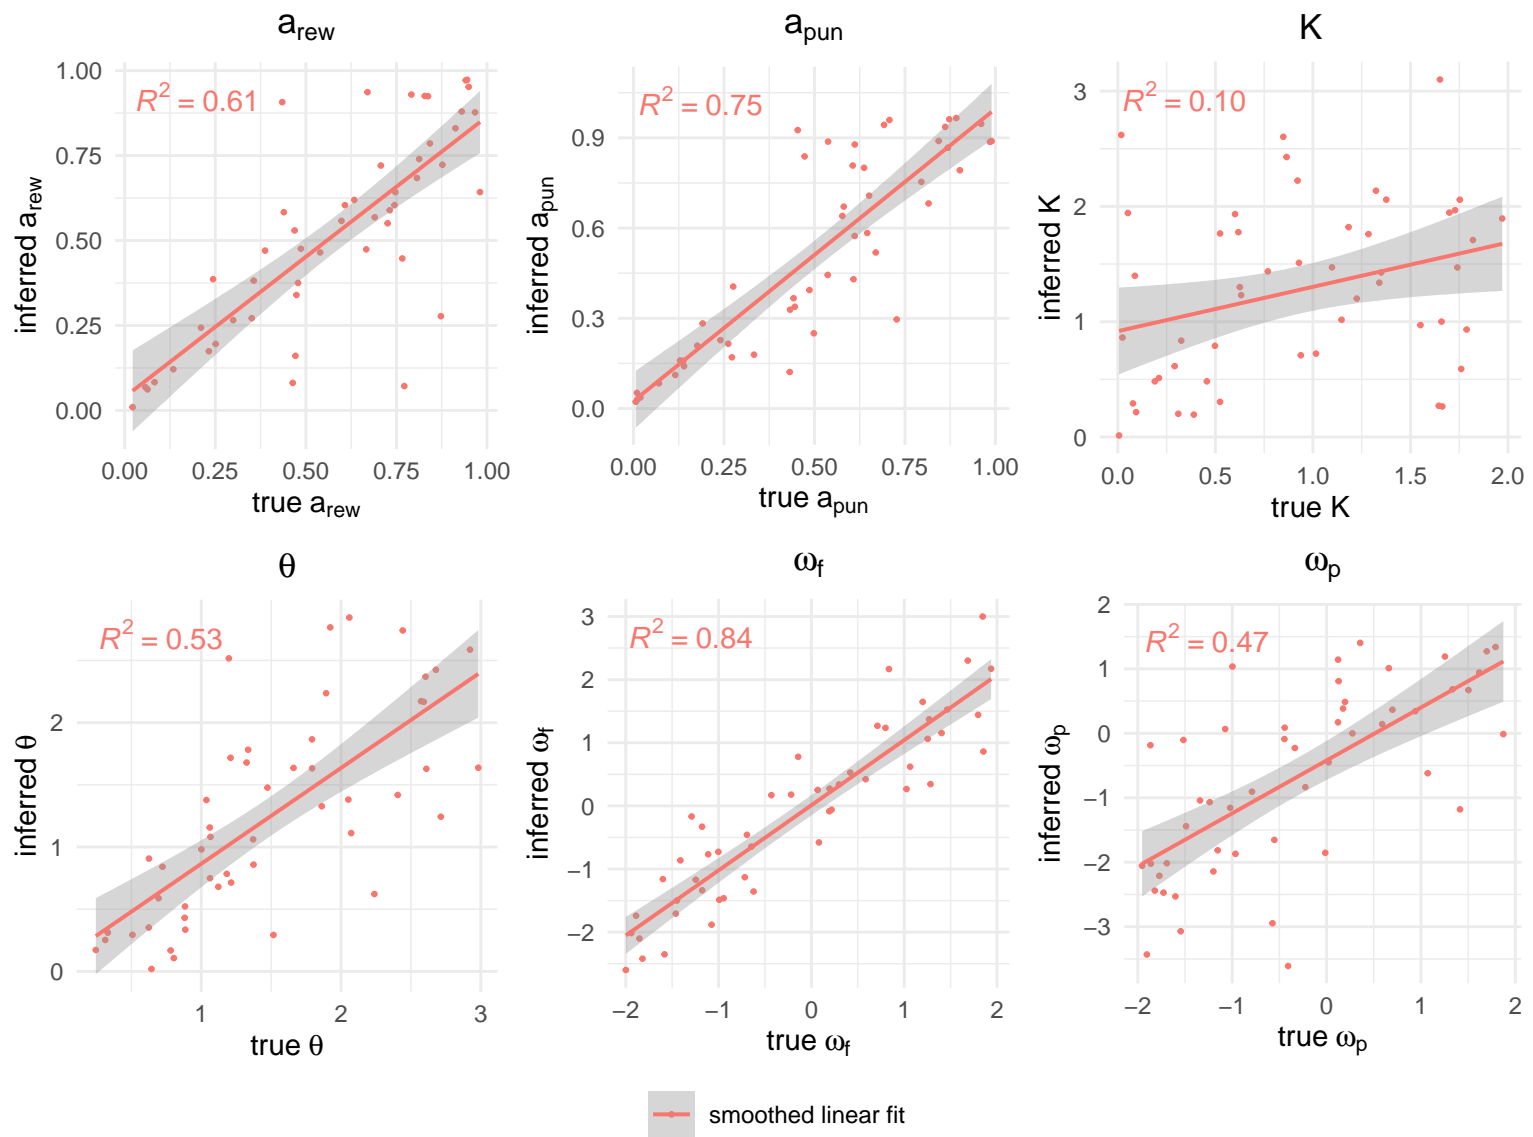 a_rew
a_pun
K
R² = 0.61
R² = 0.75
R² = 0.10
1.00
0.75
0.50
0.25
0.00
inferred a_rew
0.00 0.25 0.50 0.75 1.00
true a_rew
0.9
0.6
0.3
0.0
inferred a_pun
0.00 0.25 0.50 0.75 1.00
true a_pun
3
2
1
0
inferred K
0.0 0.5 1.0 1.5 2.0
true K
θ
ω_f
ω_p
R² = 0.53
R² = 0.84
R² = 0.47
2
1
0
inferred θ
1 2 3
true θ
3
2
1
0
−1
−2
inferred ω_f
−2 −1 0 1 2
true ω_f
2
1
0
−1
−2
−3
inferred ω_p
−2 −1 0 1 2
true ω_p
smoothed linear fit